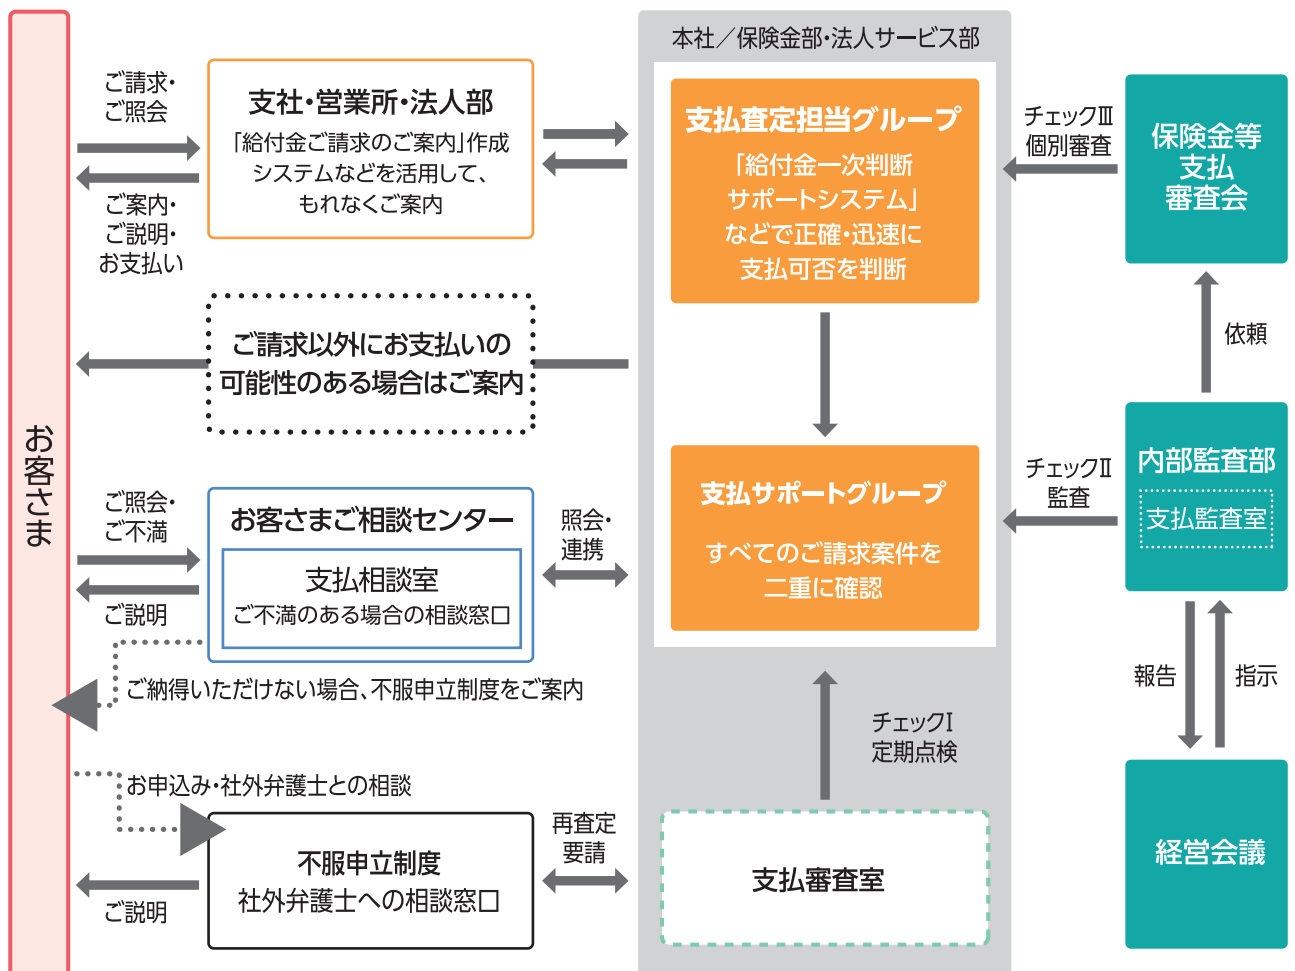 お客さま
ご請求・
ご照会
ご案内・
ご説明・
お支払い
支社・営業所・法人部
「給付金ご請求のご案内」作成
システムなどを活用して、
もれなくご案内
ご請求以外にお支払いの
可能性のある場合はご案内
ご照会・
ご不満
ご説明
お客さまご相談センター
支払相談室
ご不満のある場合の相談窓口
照会・
連携
ご納得いただけない場合、不服申立制度をご案内
お申込み・社外弁護士との相談
不服申立制度
社外弁護士への相談窓口
ご説明
再査定
要請
本社／保険金部・法人サービス部
支払査定担当グループ
「給付金一次判断
サポートシステム」
などで正確・迅速に
支払可否を判断
支払サポートグループ
すべてのご請求案件を
二重に確認
チェックⅠ
定期点検
支払審査室
チェックⅢ
個別審査
保険金等
支払
審査会
依頼
チェックⅡ
監査
内部監査部
支払監査室
報告
指示
経営会議